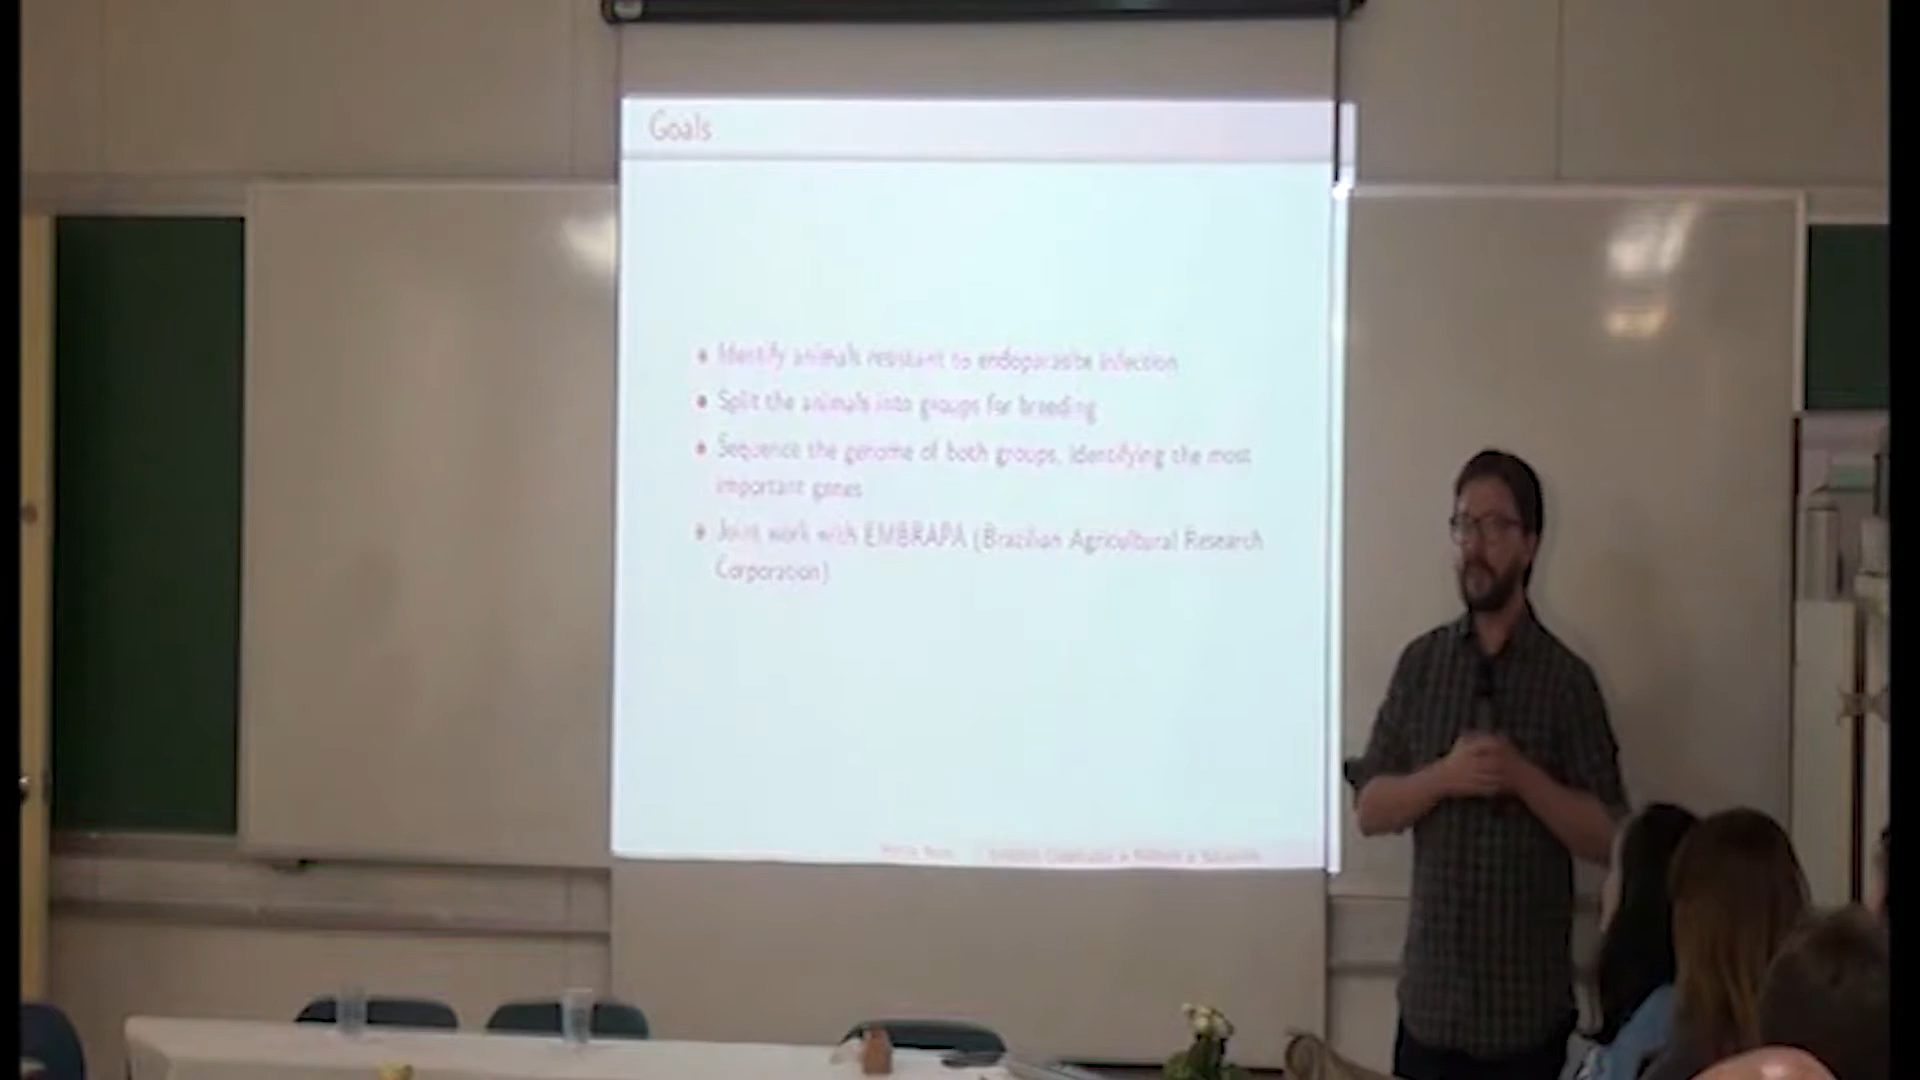 Goals
Identify animals resistant to endoparasite infection
Split the animals into groups for breeding
Sequence the genome of both groups, identifying the most
important genes
Joint work with EMBRAPA (Brazilian Agricultural Research
Corporation)